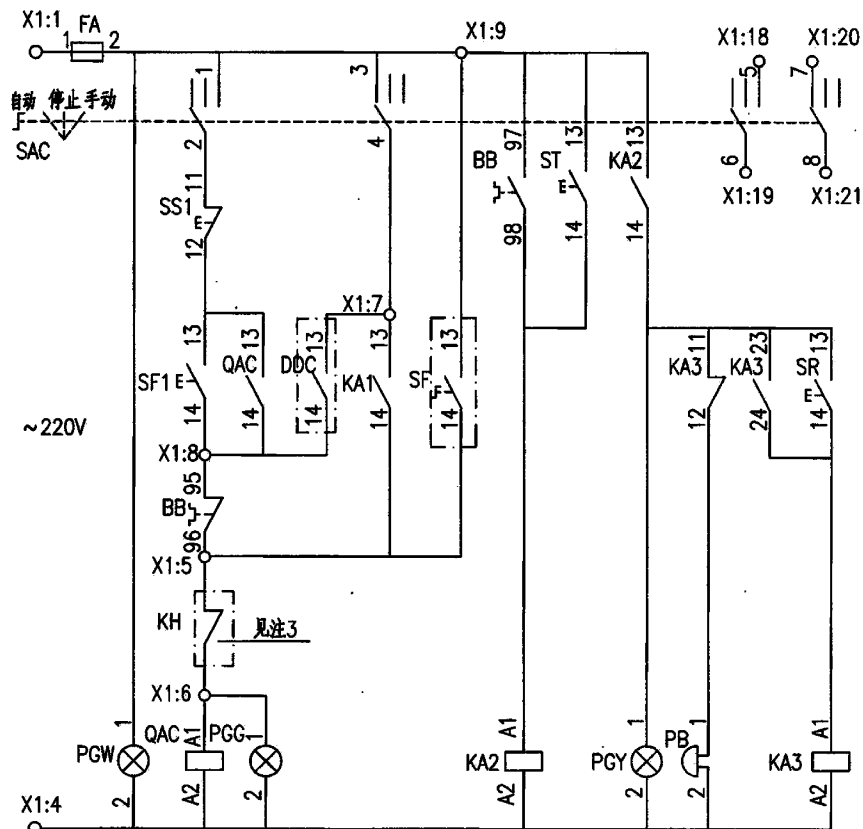 X1:1
FA
1
2
X1:9
X1:18
X1:20
1
3
5
7
自动 停止 手动
SAC
2
4
6
8
X1:19
X1:21
97
13
13
BB
ST
KA2
98
14
14
11
SS1
E
12
E
X1:7
13
13
13
13
13
SF1
E
QAC
DDC
KA1
SF
14
14
14
14
14
11
23
13
KA3
KA3
SR
E
12
24
14
~220V
X1:8
95
BB
96
X1:5
KH
见注3
X1:6
1
QAC
A1
PGG
1
A1
1
PB
1
A1
PGW
KA2
PGY
KA3
2
A2
2
A2
2
2
A2
X1:4